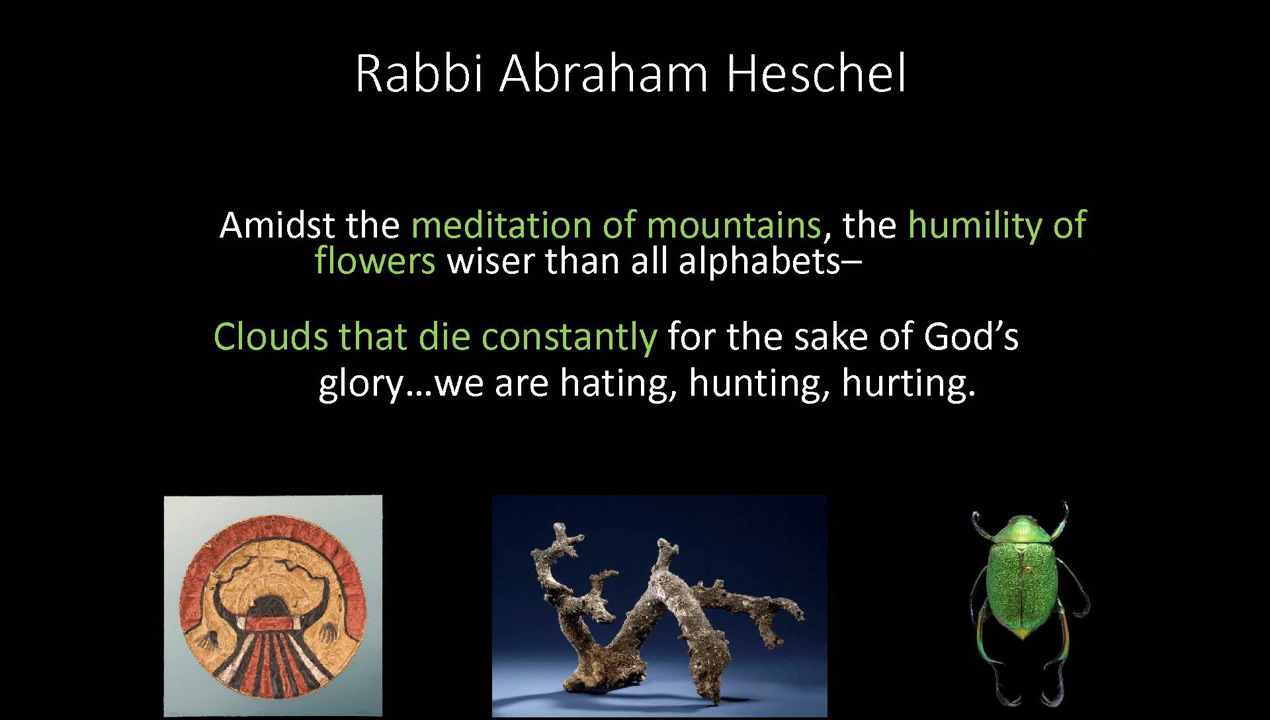 Rabbi Abraham Heschel
Amidst the meditation of mountains, the humility of
flowers wiser than all alphabets–
Clouds that die constantly for the sake of God’s
glory…we are hating, hunting, hurting.